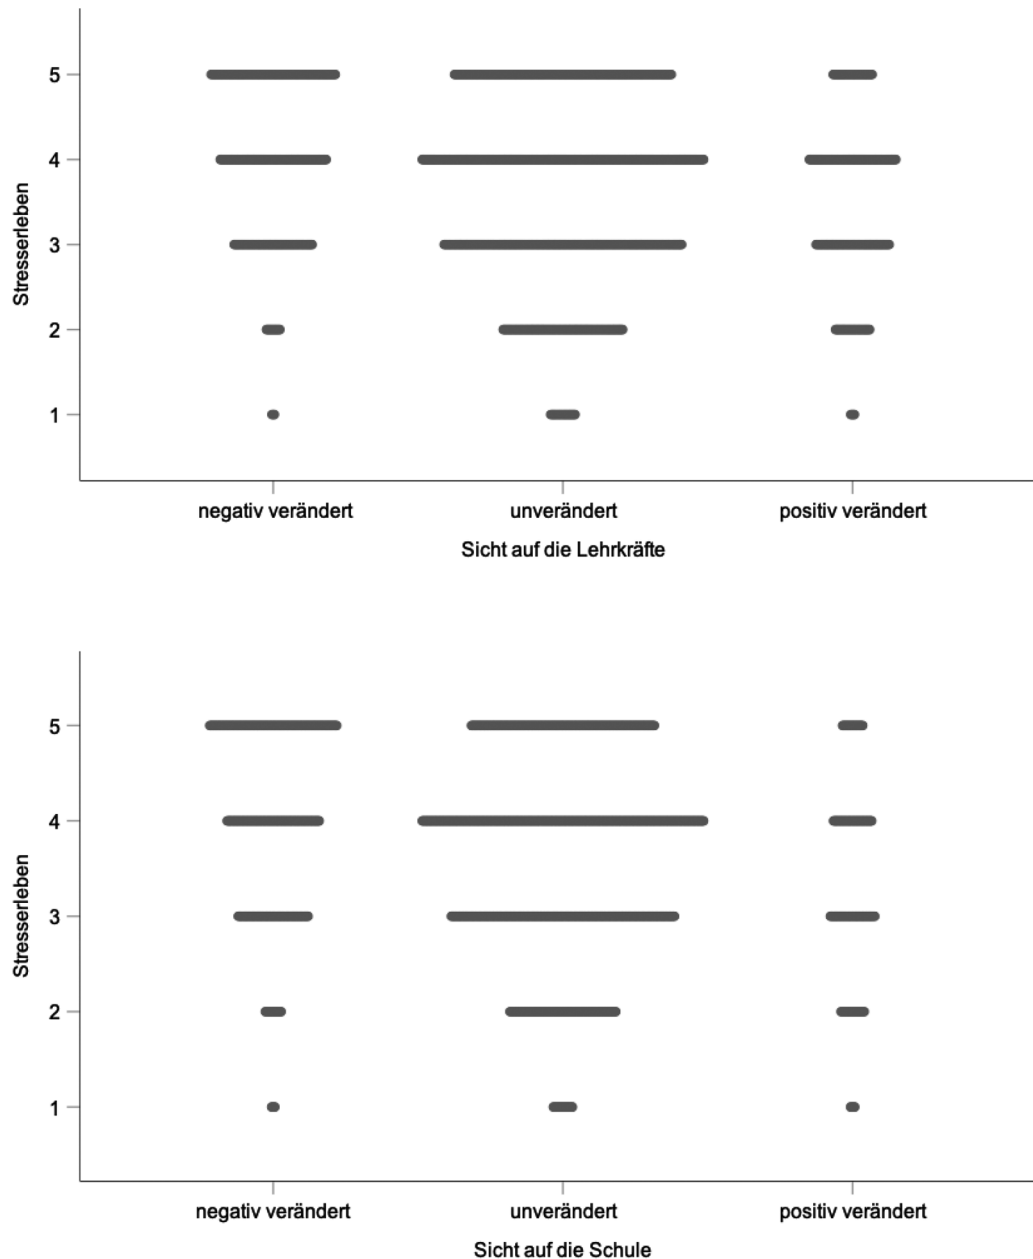 Stresserleben
5
4
3
2
1
negativ verändert unverändert positiv verändert
Sicht auf die Lehrkräfte
Stresserleben
5
4
3
2
1
negativ verändert unverändert positiv verändert
Sicht auf die Schule